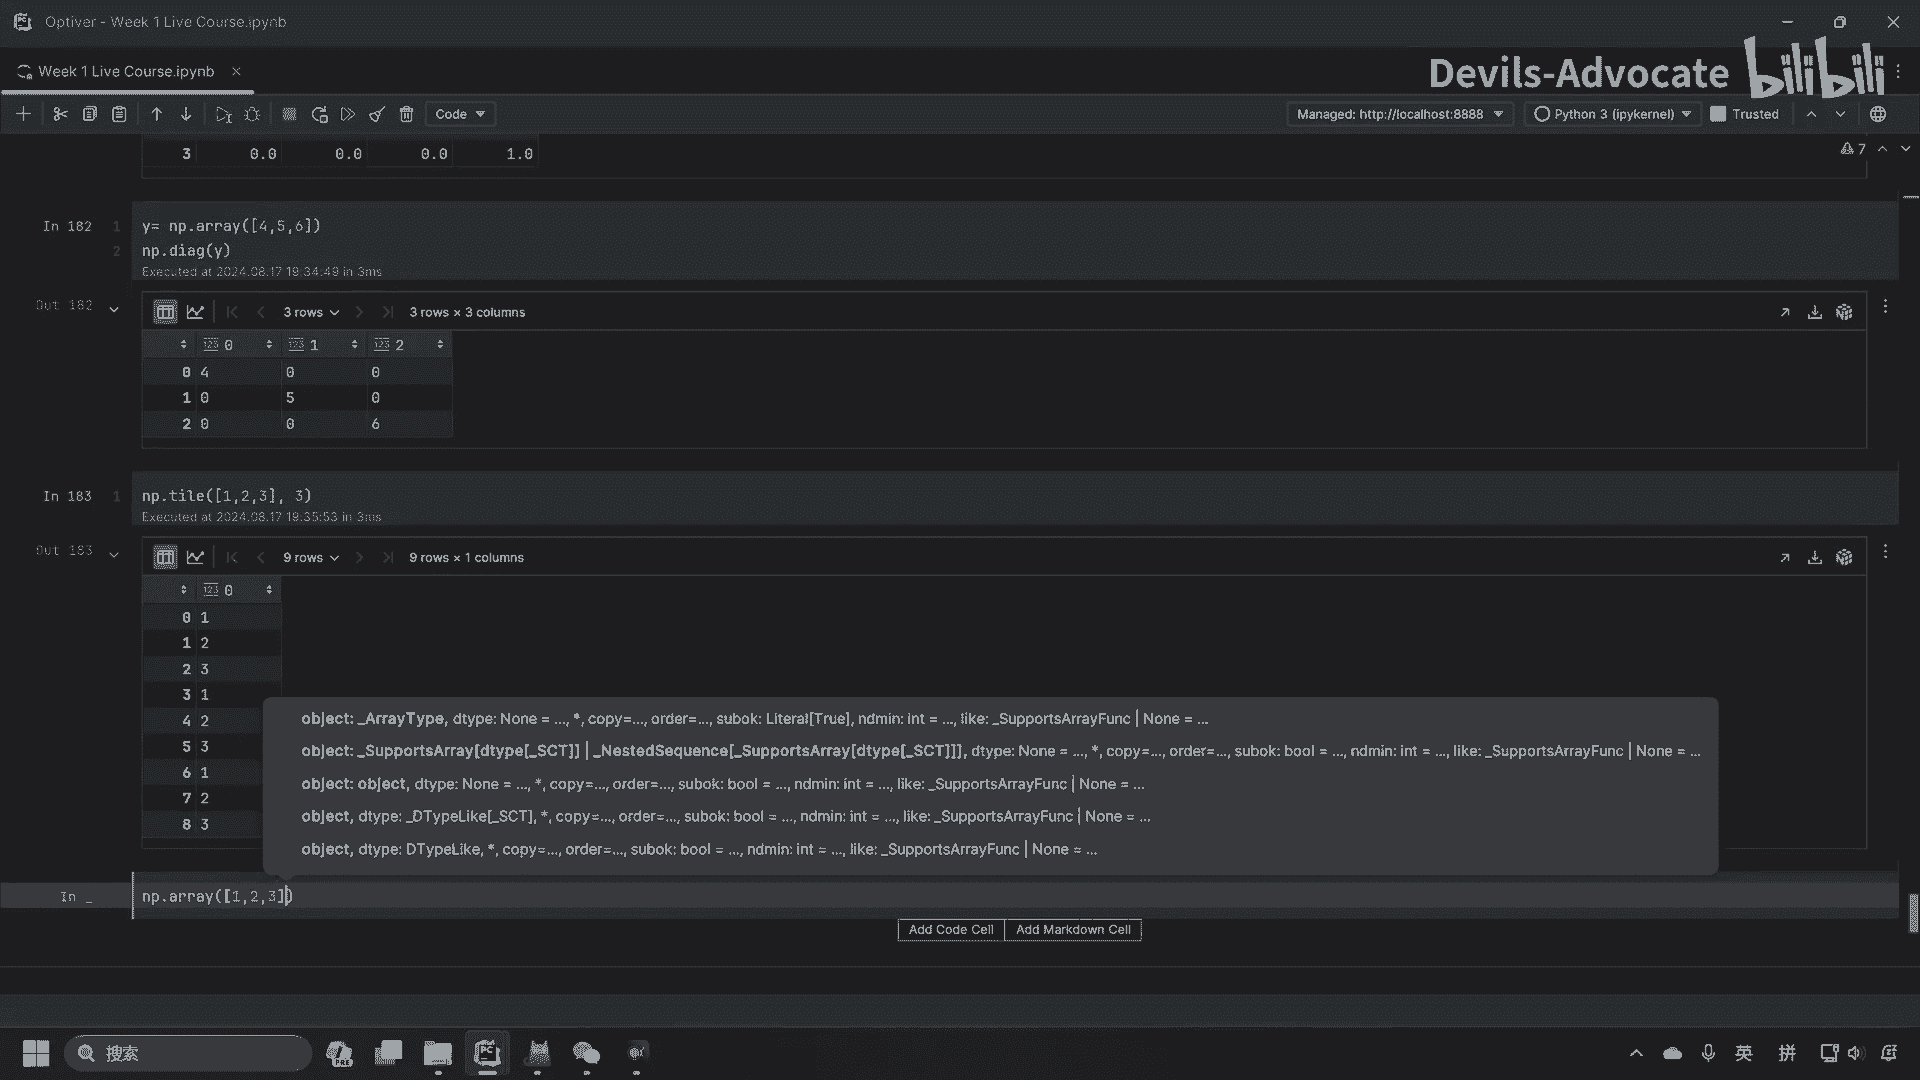 Optiver - Week 1 Live Course.ipynb
Week 1 Live Course.ipynb
Devils-Advocate bilibili
Code
Managed: http://localhost:8888
Python 3 (ipykernel)
Trusted
3 0.0 0.0 0.0 1.0
7
In 182
1 y= np.array([4,5,6])
2 np.diag(y)
Executed at 2024.08.17 19:34:49 in 3ms
Out 182
3 rows
3 rows × 3 columns
123 0 123 1 123 2
0 4 0 0
1 0 5 0
2 0 0 6
In 183
1 np.tile([1,2,3], 3)
Executed at 2024.08.17 19:35:53 in 3ms
Out 183
9 rows
9 rows × 1 columns
123 0
0 1
1 2
2 3
3 1
4 2
5 3
6 1
7 2
8 3
object: _ArrayType, dtype: None = ..., *, copy=..., order=..., subok: Literal[True], ndmin: int = ..., like: _SupportsArrayFunc | None = ...
object: _SupportsArray[dtype[_SCT]] | _NestedSequence[_SupportsArray[dtype[_SCT]]], dtype: None = ..., *, copy=..., order=..., subok: bool = ..., ndmin: int = ..., like: _SupportsArrayFunc | None = ...
object: object, dtype: None = ..., *, copy=..., order=..., subok: bool = ..., ndmin: int = ..., like: _SupportsArrayFunc | None = ...
object, dtype: _DTypeLike[_SCT], *, copy=..., order=..., subok: bool = ..., ndmin: int = ..., like: _SupportsArrayFunc | None = ...
object, dtype: DTypeLike, *, copy=..., order=..., subok: bool = ..., ndmin: int = ..., like: _SupportsArrayFunc | None = ...
In _
np.array([1,2,3])
Add Code Cell
Add Markdown Cell
搜索
PRE
PC
英
拼